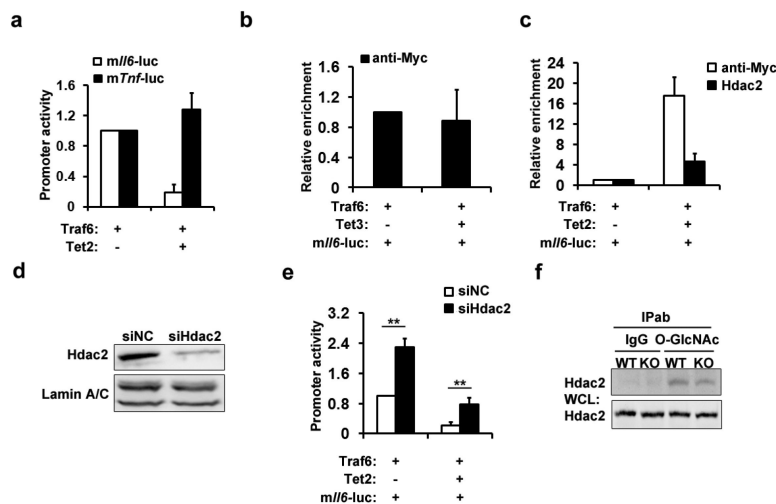 a
mIl6-luc
mTnf-luc
Promoter activity
1.6
1.2
0.8
0.4
0
Traf6: + +
Tet2: - +
b
anti-Myc
Relative enrichment
1.6
1.2
0.8
0.4
0
Traf6: + +
Tet3: - +
mIl6-luc: + +
c
anti-Myc
Hdac2
Relative enrichment
24
20
16
12
8
4
0
Traf6: + +
Tet2: - +
mIl6-luc: + +
d
siNC siHdac2
Hdac2
Lamin A/C
e
siNC
siHdac2
Promoter activity
3.2
2.4
1.6
0.8
0
**
**
Traf6: + +
Tet2: - +
mIl6-luc: + +
f
IPab
IgG O-GlcNAc
WT KO WT KO
Hdac2
WCL:
Hdac2